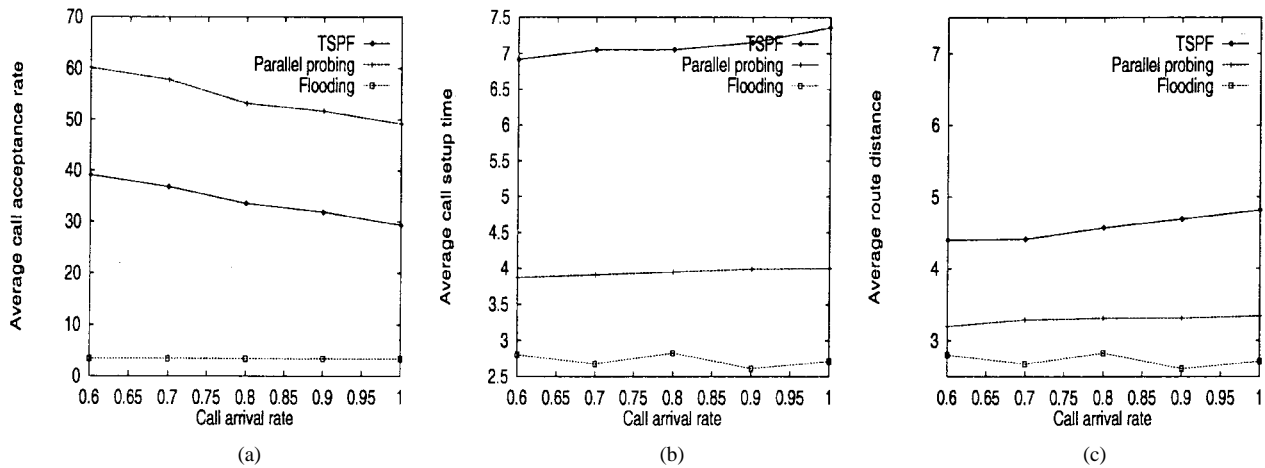 Average call acceptance rate
70
60
50
40
30
20
10
0
TSPF
Parallel probing
Flooding
0.6 0.65 0.7 0.75 0.8 0.85 0.9 0.95 1
Call arrival rate
(a)
Average call setup time
7.5
7
6.5
6
5.5
5
4.5
4
3.5
3
2.5
TSPF
Parallel probing
Flooding
0.6 0.65 0.7 0.75 0.8 0.85 0.9 0.95 1
Call arrival rate
(b)
Average route distance
7
6
5
4
3
TSPF
Parallel probing
Flooding
0.6 0.65 0.7 0.75 0.8 0.85 0.9 0.95 1
Call arrival rate
(c)